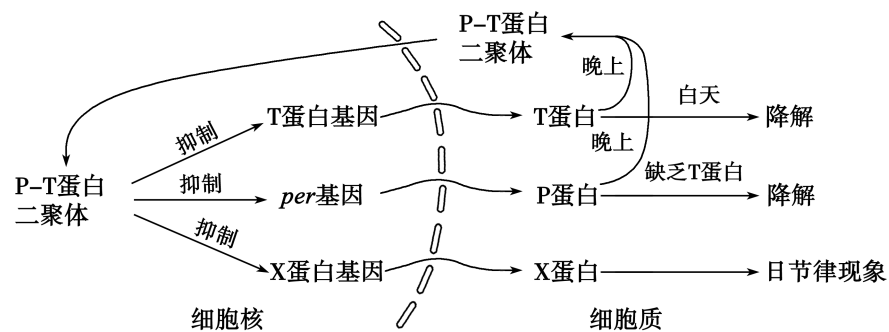 P-T蛋白
二聚体
晚上
白天
T蛋白基因
T蛋白
降解
抑制
晚上
缺乏T蛋白
P-T蛋白
二聚体
抑制
per基因
P蛋白
降解
抑制
X蛋白基因
X蛋白
日节律现象
细胞核
细胞质